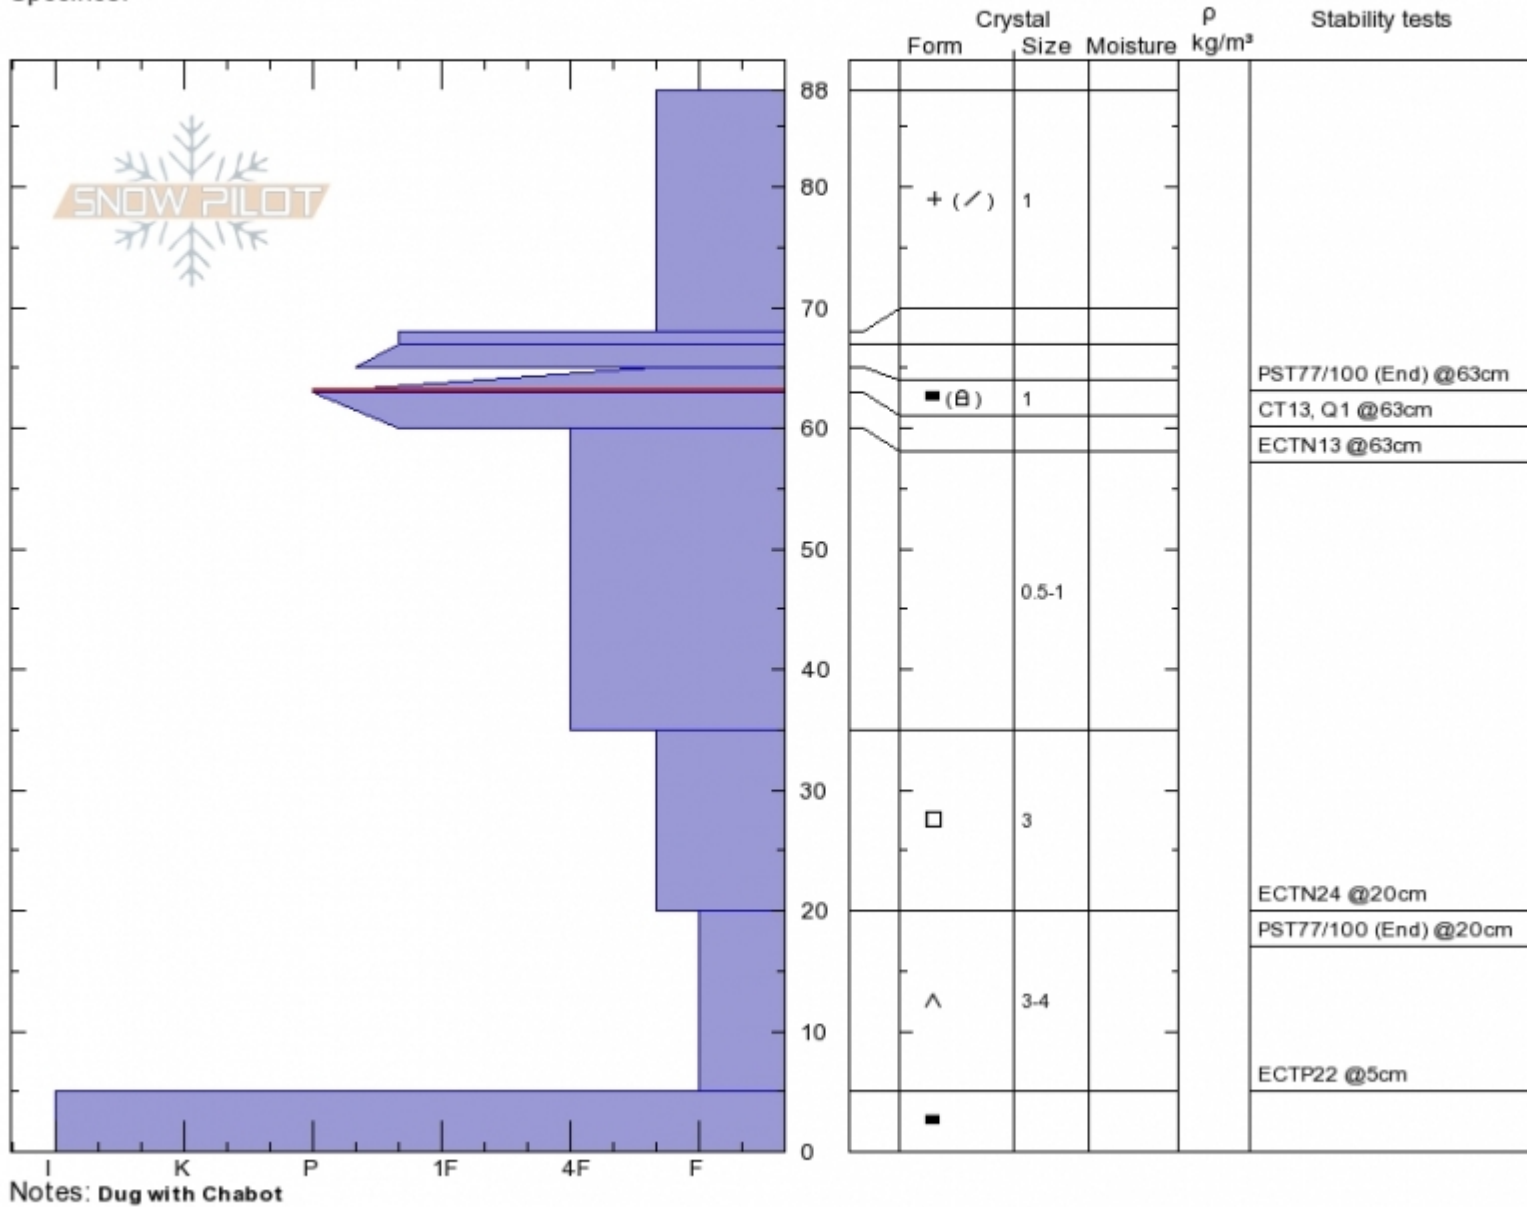 Crystal
ρ
Stability tests
Form Size Moisture kg/m³
88
80
SNOW PILOT
+ (/) 1
70
PST77/100 (End) @63cm
1
CT13, Q1 @63cm
60
ECTN13 @63cm
50
0.5-1
40
30
3
ECTN24 @20cm
20
PST77/100 (End) @20cm
3-4
10
ECTP22 @5cm
0
I K P 1F 4F F
Notes: Dug with Chabot